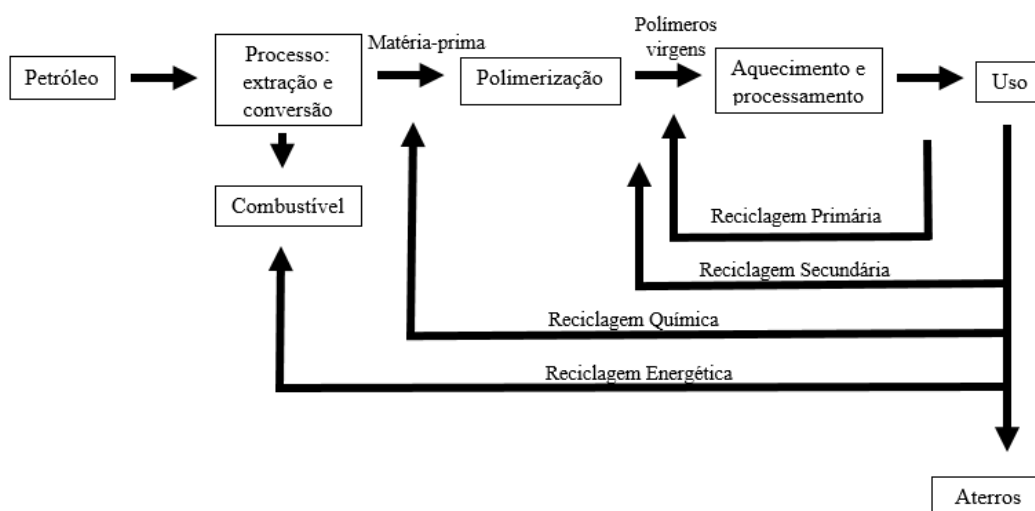 Petróleo
Processo:
extração e
conversão
Matéria-prima
Polimerização
Polímeros
virgens
Aquecimento e
processamento
Uso
Combustível
Reciclagem Primária
Reciclagem Secundária
Reciclagem Química
Reciclagem Energética
Aterros